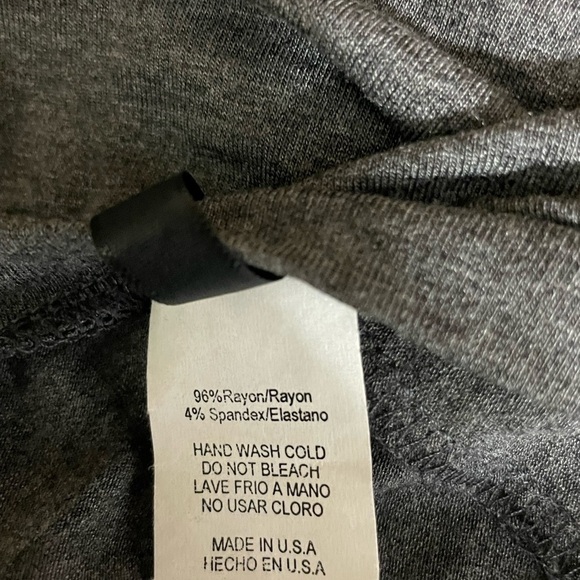 96%Rayon/Rayon
4% Spandex/Elastano
HAND WASH COLD
DO NOT BLEACH
LAVE FRIO A MANO
NO USAR CLORO
MADE IN U.S.A
HECHO EN U.S.A